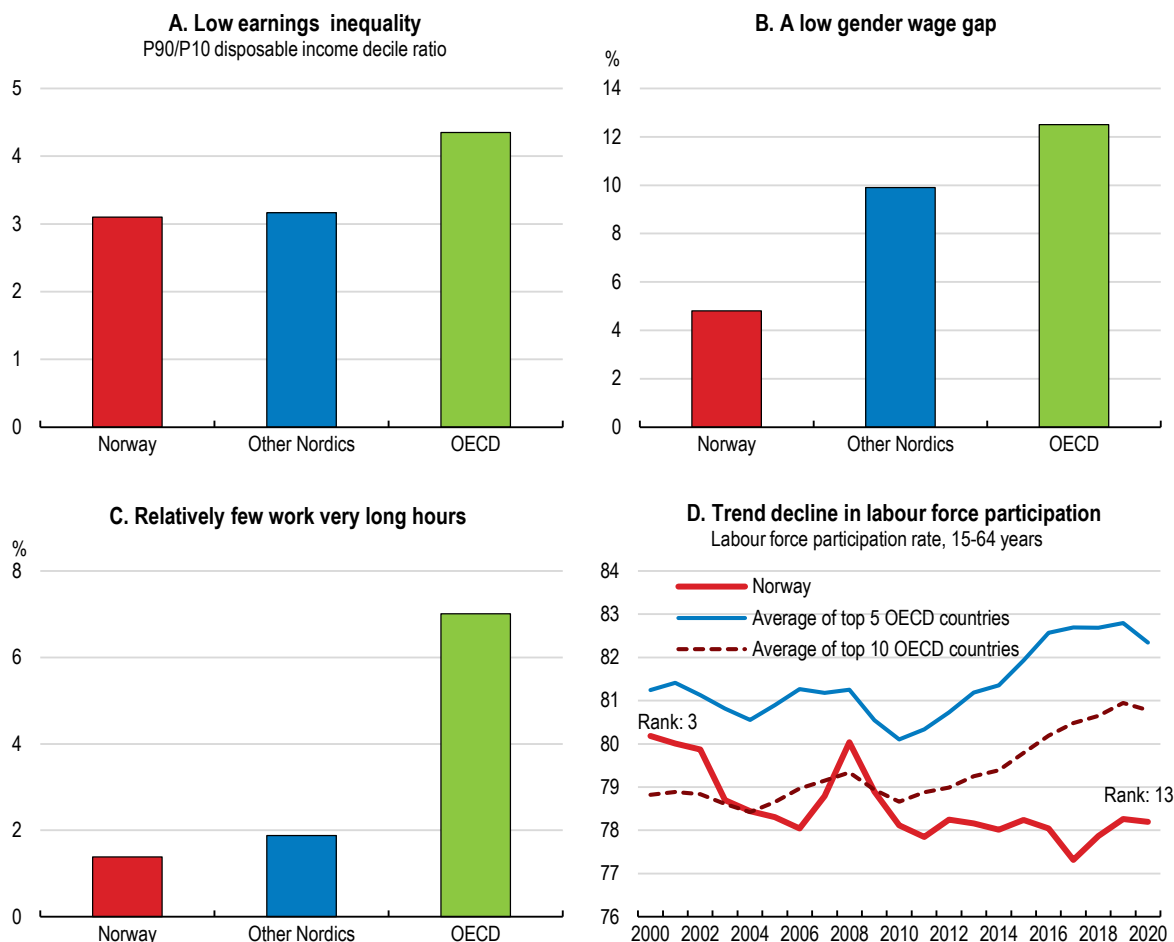 A. Low earnings inequality
P90/P10 disposable income decile ratio
5
4
3
2
1
0
Norway
Other Nordics
OECD
B. A low gender wage gap
%
14
12
10
8
6
4
2
0
Norway
Other Nordics
OECD
C. Relatively few work very long hours
%
8
6
4
2
0
Norway
Other Nordics
OECD
D. Trend decline in labour force participation
Labour force participation rate, 15-64 years
84
83
82
81
80
79
78
77
76
Norway
Average of top 5 OECD countries
Average of top 10 OECD countries
Rank: 3
Rank: 13
2000 2002 2004 2006 2008 2010 2012 2014 2016 2018 2020